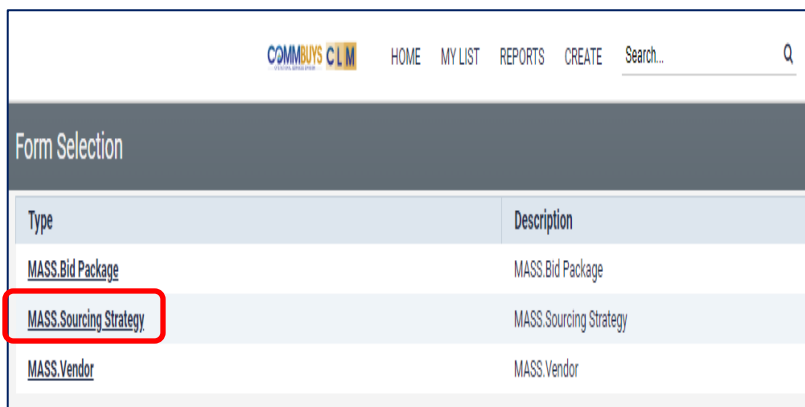 COMMBUYS CLM HOME MY LIST REPORTS CREATE Search...
Form Selection
Type Description
MASS.Bid Package MASS.Bid Package
MASS.Sourcing Strategy MASS.Sourcing Strategy
MASS.Vendor MASS.Vendor